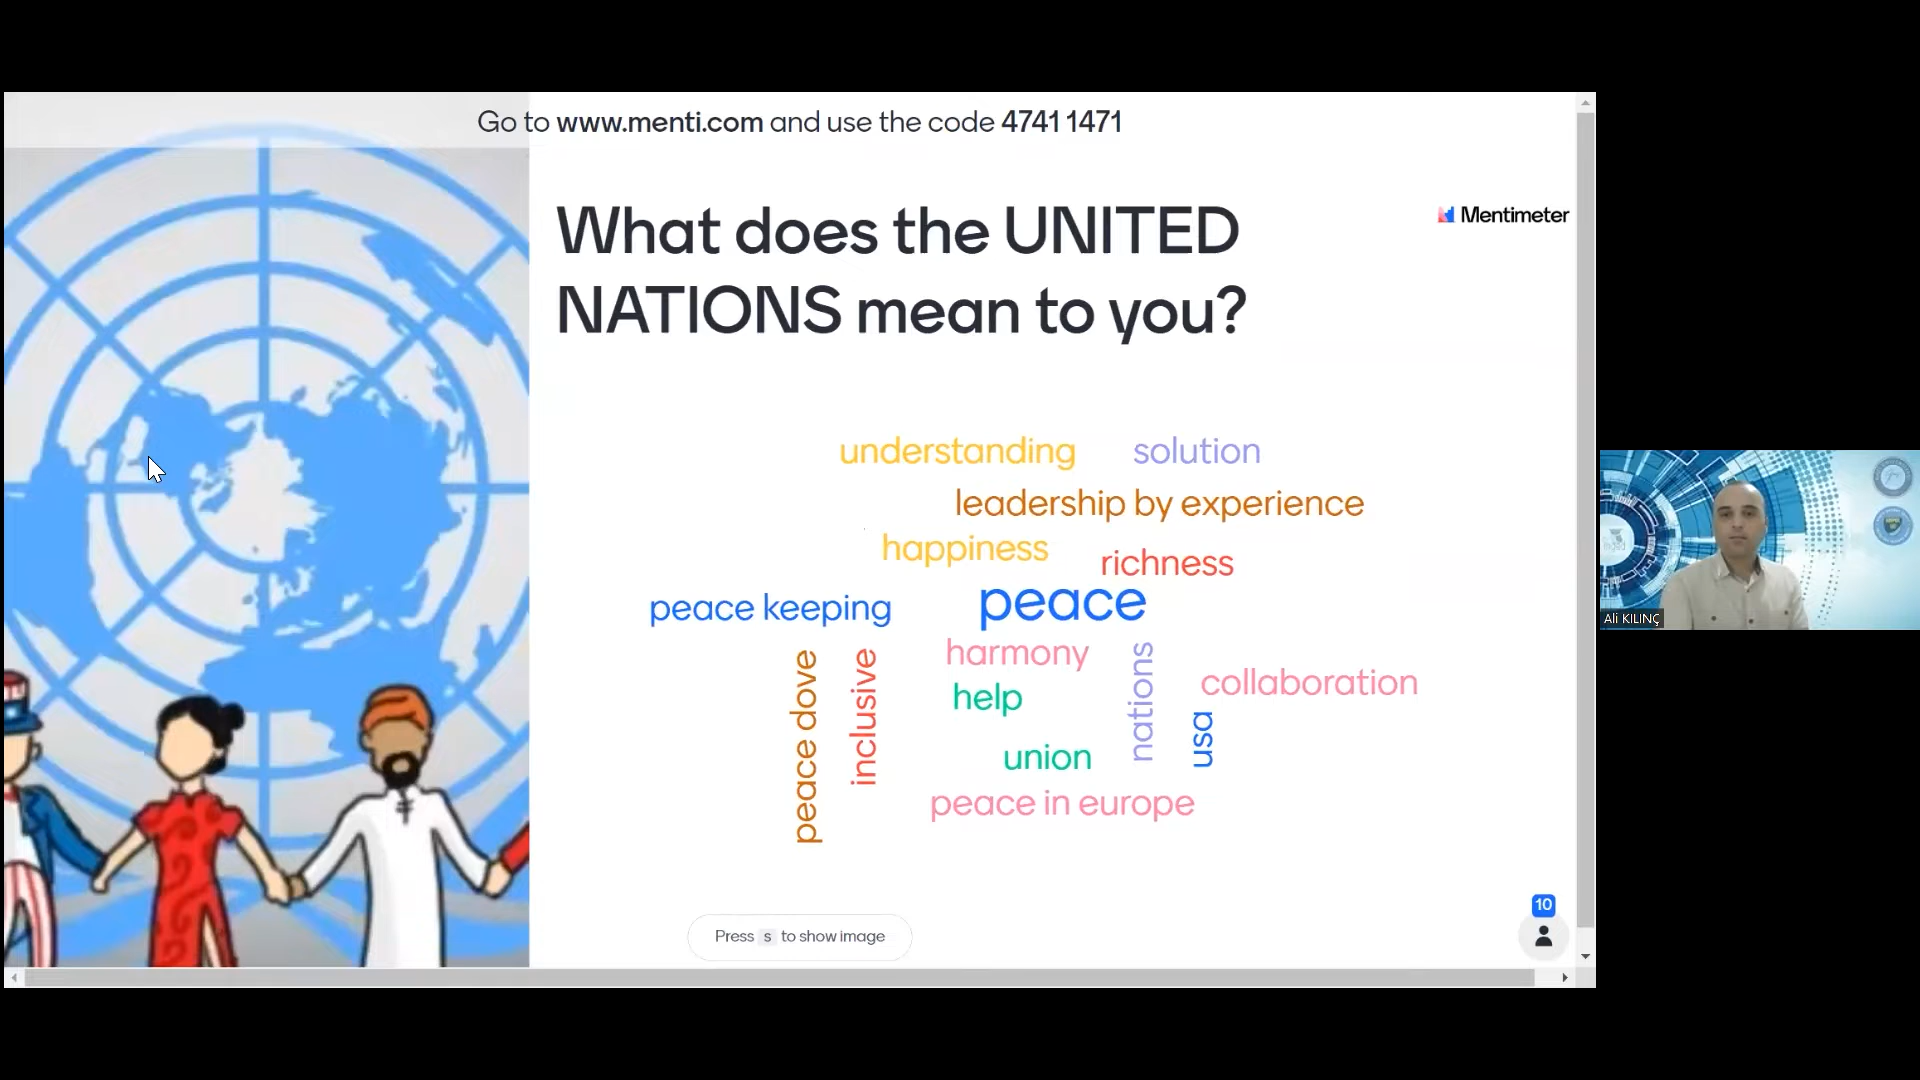 Go to www.menti.com and use the code 4741 1471
What does the UNITED
NATIONS mean to you?
Mentimeter
understanding
solution
leadership by experience
happiness
richness
peace keeping
peace
harmony
nations
collaboration
peace dove
inclusive
help
usa
union
peace in europe
Press s to show image
10
Ali KILINÇ